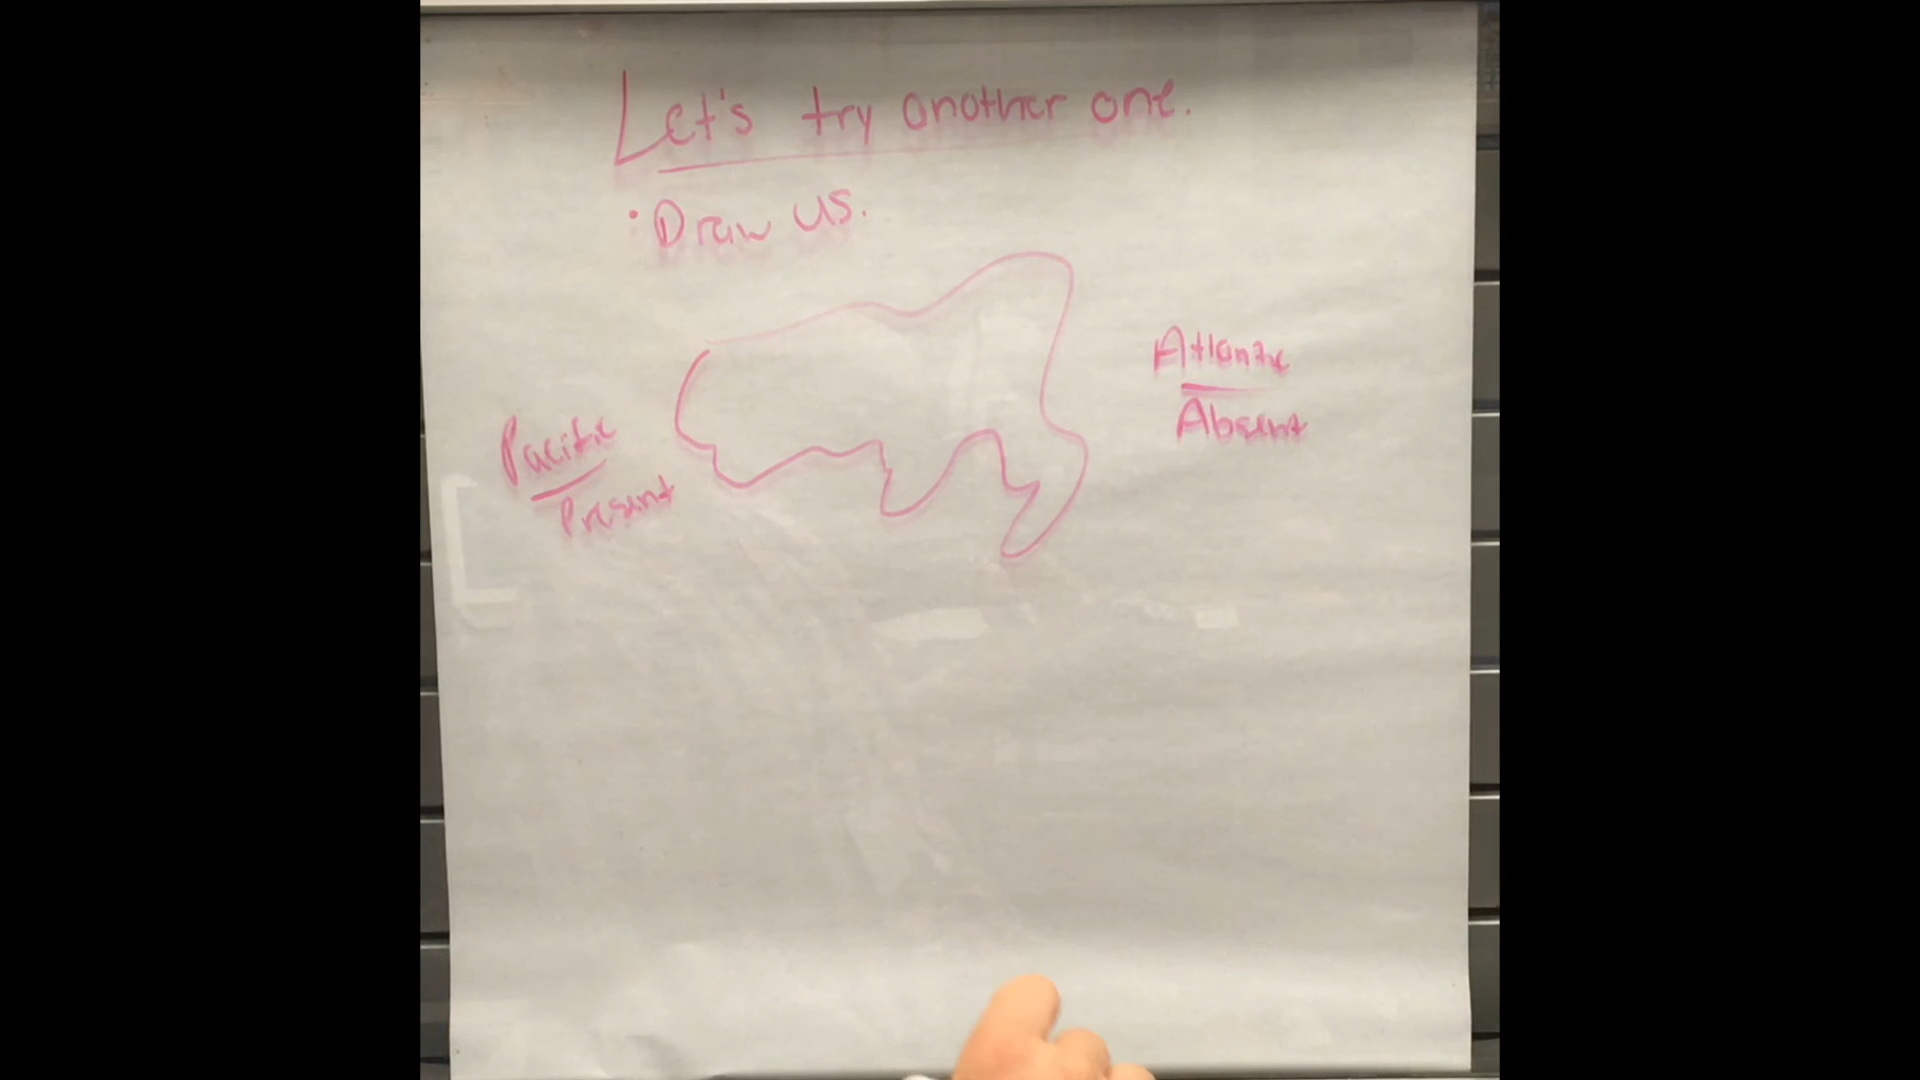 Let's try another one.
• Draw US.
Atlantic
Absent
Pacific
Present